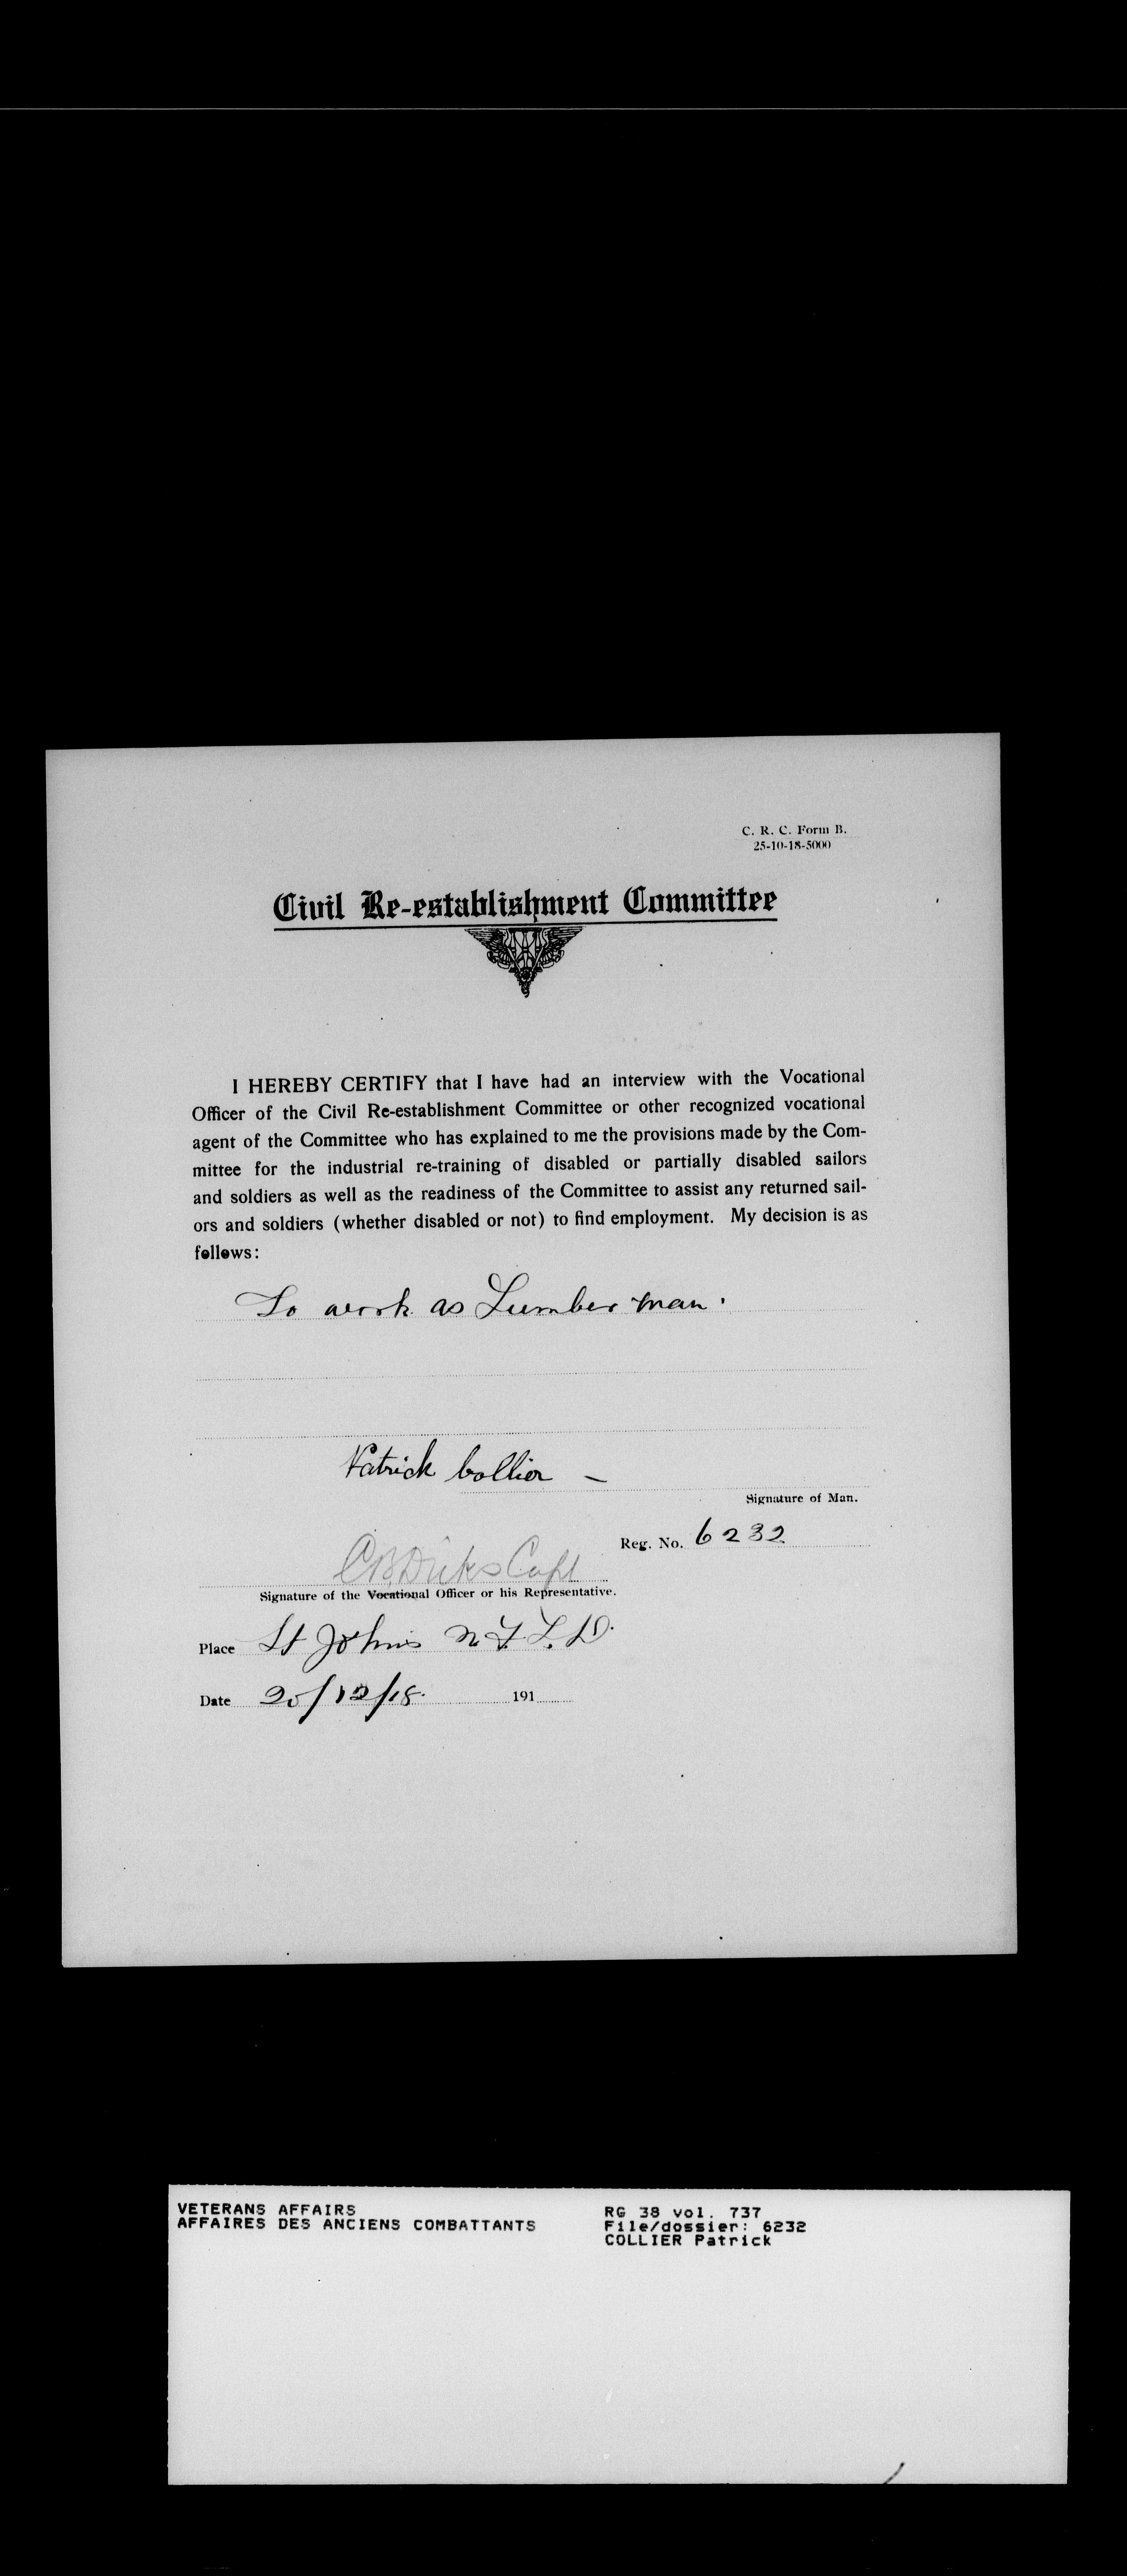 C. R. C. Form B.
25-10-18-5000
Civil Re-establishment Committee
I HEREBY CERTIFY that I have had an interview with the Vocational
Officer of the Civil Re-establishment Committee or other recognized vocational
agent of the Committee who has explained to me the provisions made by the Com-
mittee for the industrial re-training of disabled or partially disabled sailors
and soldiers as well as the readiness of the Committee to assist any returned sail-
ors and soldiers (whether disabled or not) to find employment. My decision is as
follows:
To work as Lumber man.
Patrick Collier —
Signature of Man.
Reg. No. 6232
C B Dicks Capt.
Signature of the Vocational Officer or his Representative.
Place St Johns N.F.L.D.
Date 20/12/18. 191
VETERANS AFFAIRS
AFFAIRES DES ANCIENS COMBATTANTS
RG 38 vol. 737
File/dossier: 6232
COLLIER Patrick